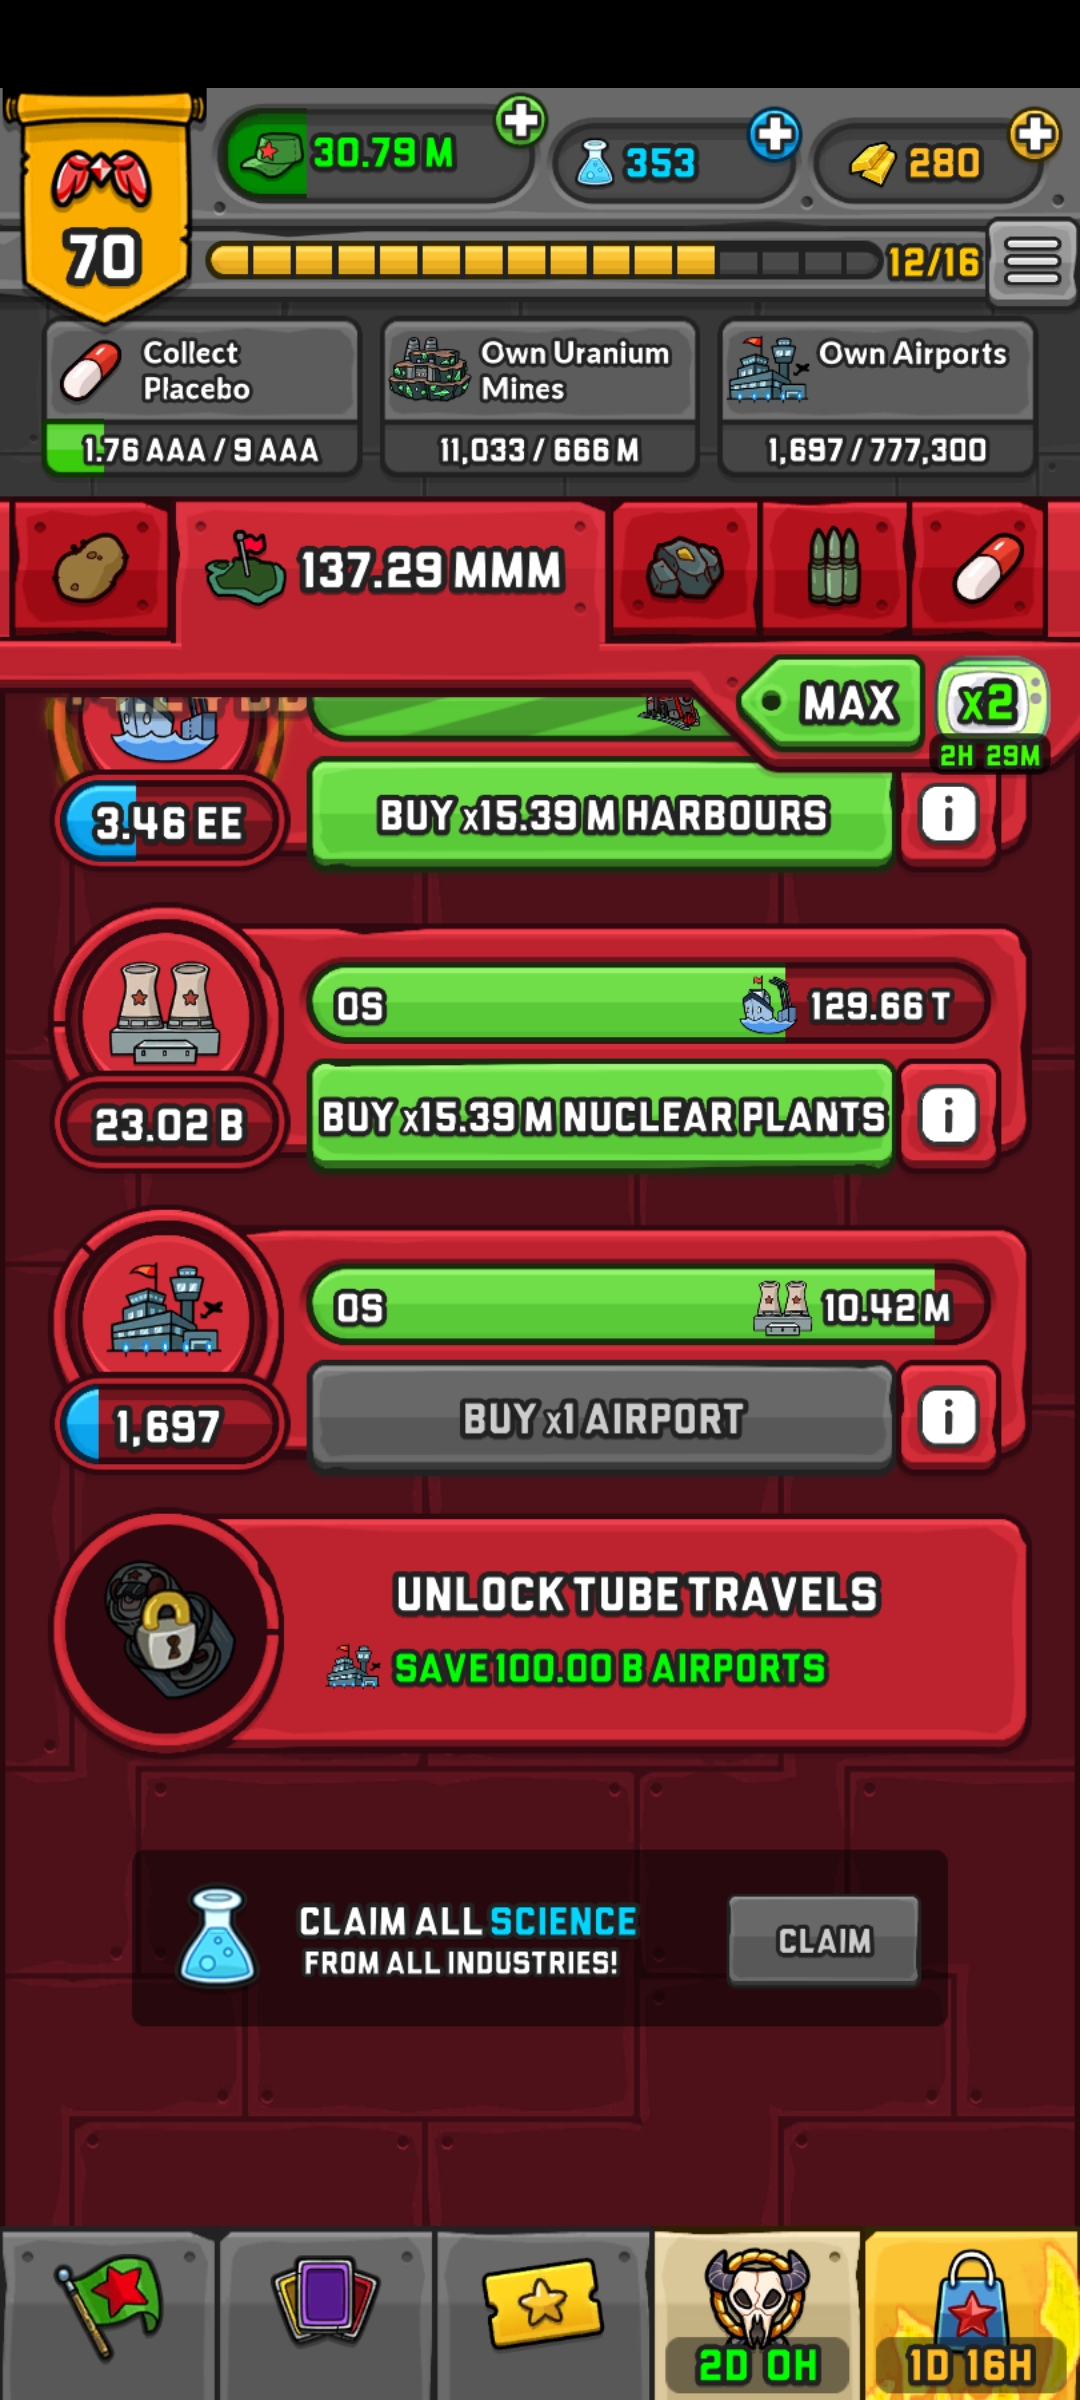 30.79 M
353
280
70
12/16
Collect
Placebo
1.76 AAA / 9 AAA
Own Uranium
Mines
11,033 / 666 M
Own Airports
1,697 / 777,300
137.29 MMM
MAX
x2
2H 29M
3.46 EE
BUY x15.39 M HARBOURS
i
0S
129.66 T
23.02 B
BUY x15.39 M NUCLEAR PLANTS
i
0S
10.42 M
1,697
BUY x1 AIRPORT
i
UNLOCK TUBE TRAVELS
SAVE 100.00 B AIRPORTS
CLAIM ALL SCIENCE
FROM ALL INDUSTRIES!
CLAIM
2D 0H
1D 16H